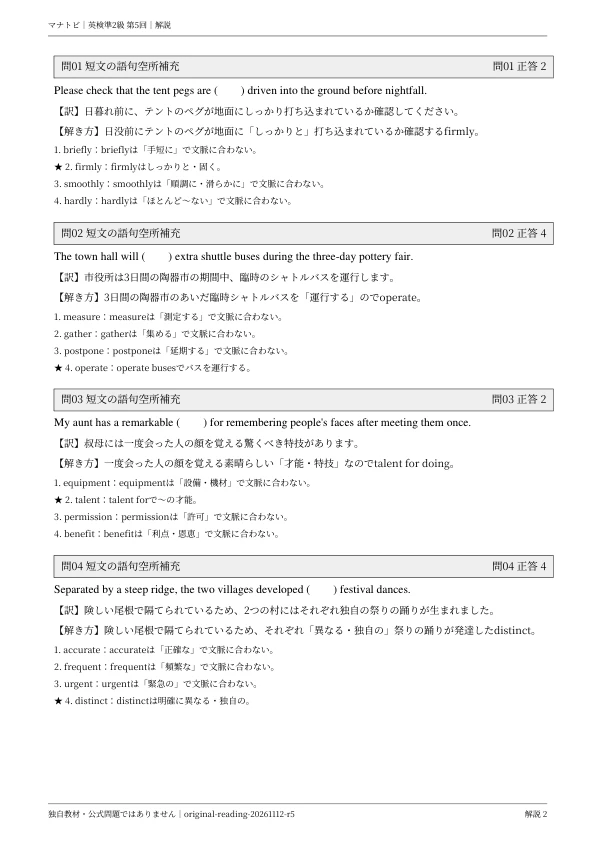 マナトビ｜英検準2級 第5回｜解説
問01 短文の語句空所補充 問01 正答 2
Please check that the tent pegs are (　　) driven into the ground before nightfall.
【訳】日暮れ前に、テントのペグが地面にしっかり打ち込まれているか確認してください。
【解き方】日没前にテントのペグが地面に「しっかりと」打ち込まれているか確認するfirmly。
1. briefly：brieflyは「手短に」で文脈に合わない。
★ 2. firmly：firmlyはしっかりと・固く。
3. smoothly：smoothlyは「順調に・滑らかに」で文脈に合わない。
4. hardly：hardlyは「ほとんど〜ない」で文脈に合わない。
問02 短文の語句空所補充 問02 正答 4
The town hall will (　　) extra shuttle buses during the three-day pottery fair.
【訳】市役所は3日間の陶器市の期間中、臨時のシャトルバスを運行します。
【解き方】3日間の陶器市のあいだ臨時シャトルバスを「運行する」のでoperate。
1. measure：measureは「測定する」で文脈に合わない。
2. gather：gatherは「集める」で文脈に合わない。
3. postpone：postponeは「延期する」で文脈に合わない。
★ 4. operate：operate busesでバスを運行する。
問03 短文の語句空所補充 問03 正答 2
My aunt has a remarkable (　　) for remembering people's faces after meeting them once.
【訳】叔母には一度会った人の顔を覚える驚くべき特技があります。
【解き方】一度会った人の顔を覚える素晴らしい「才能・特技」なのでtalent for doing。
1. equipment：equipmentは「設備・機材」で文脈に合わない。
★ 2. talent：talent forで〜の才能。
3. permission：permissionは「許可」で文脈に合わない。
4. benefit：benefitは「利点・恩恵」で文脈に合わない。
問04 短文の語句空所補充 問04 正答 4
Separated by a steep ridge, the two villages developed (　　) festival dances.
【訳】険しい尾根で隔てられているため、2つの村にはそれぞれ独自の祭りの踊りが生まれました。
【解き方】険しい尾根で隔てられているため、それぞれ「異なる・独自の」祭りの踊りが発達したdistinct。
1. accurate：accurateは「正確な」で文脈に合わない。
2. frequent：frequentは「頻繁な」で文脈に合わない。
3. urgent：urgentは「緊急の」で文脈に合わない。
★ 4. distinct：distinctは明確に異なる・独自の。
独自教材・公式問題ではありません｜original-reading-20261112-r5 解説 2